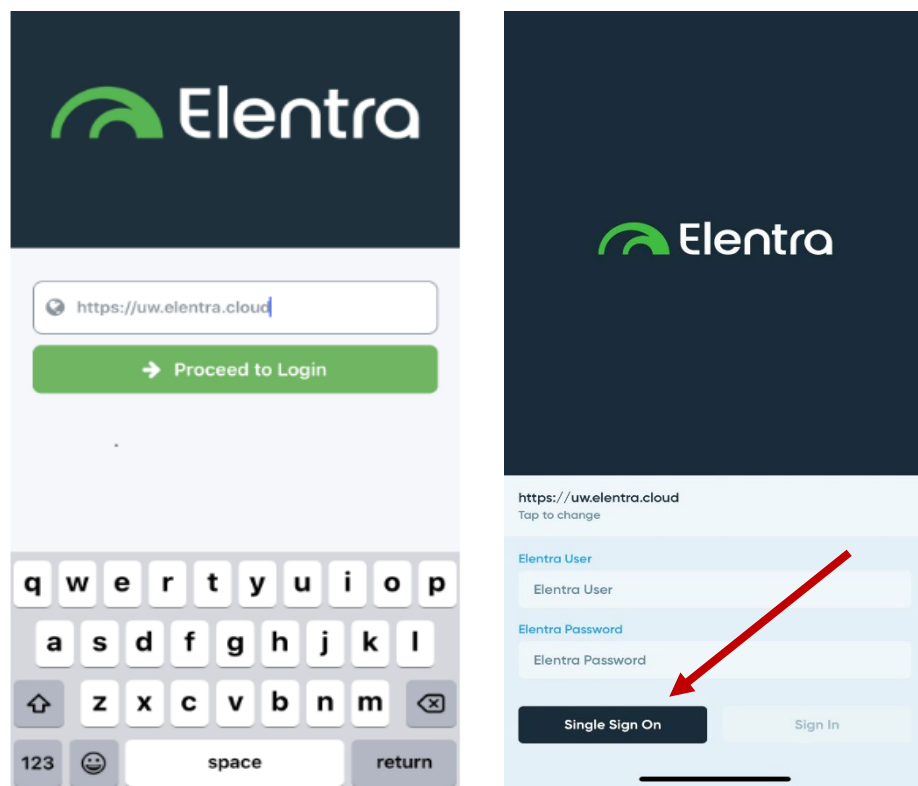 Elentra
https://uw.elentra.cloud
Proceed to Login
q w e r t y u i o p
a s d f g h j k l
z x c v b n m
123 space return
Elentra
https://uw.elentra.cloud
Tap to change
Elentra User
Elentra User
Elentra Password
Elentra Password
Single Sign On Sign In